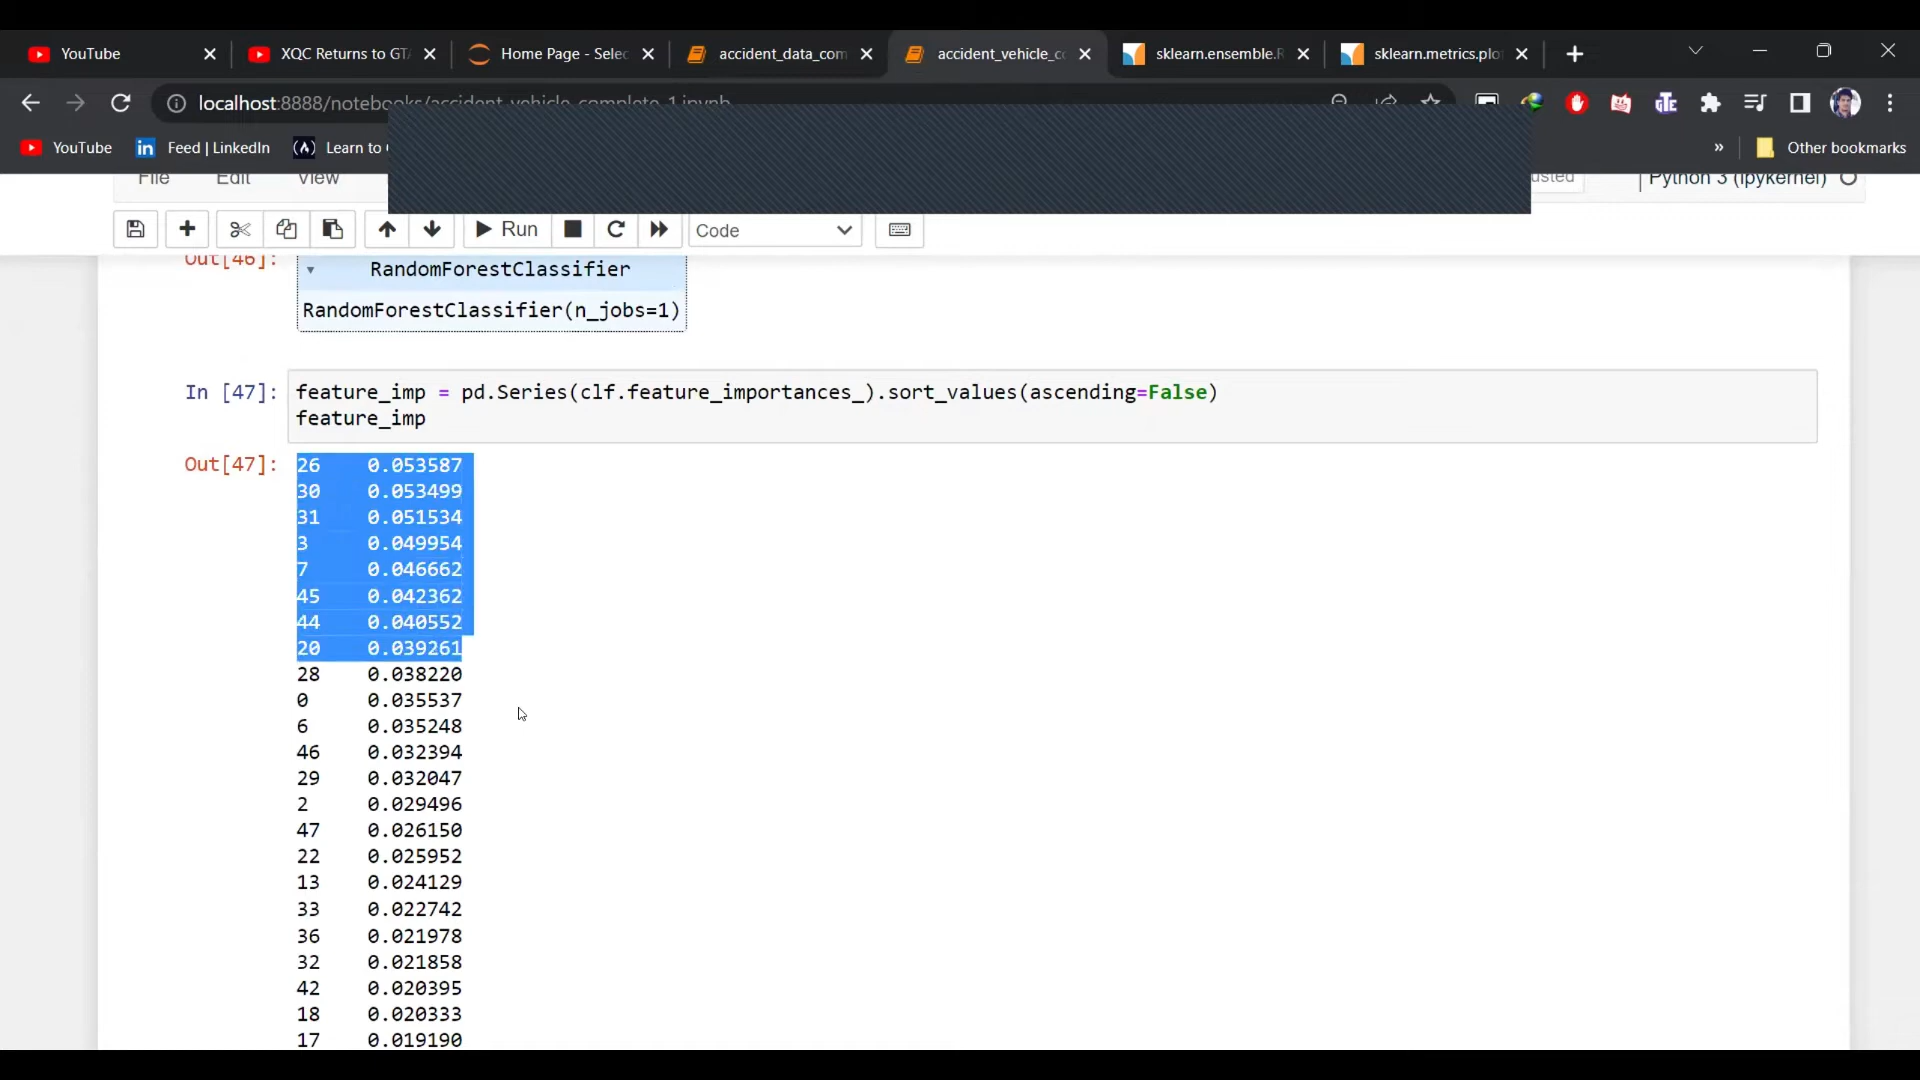 YouTube
XQC Returns to GTA
Home Page - Selec
accident_data_com
accident_vehicle_cc
sklearn.ensemble.R
sklearn.metrics.plo
localhost:8888/notebooks/accident_vehicle_complete_1.ipynb
YouTube
in Feed | LinkedIn
Learn to
»
Other bookmarks
File Edit View
Python 3 (ipykernel)
Run
Code
Out[46]:
RandomForestClassifier
RandomForestClassifier(n_jobs=1)
In [47]: feature_imp = pd.Series(clf.feature_importances_).sort_values(ascending=False)
feature_imp
Out[47]: 26 0.053587
30 0.053499
31 0.051534
3 0.049954
7 0.046662
45 0.042362
44 0.040552
20 0.039261
28 0.038220
0 0.035537
6 0.035248
46 0.032394
29 0.032047
2 0.029496
47 0.026150
22 0.025952
13 0.024129
33 0.022742
36 0.021978
32 0.021858
42 0.020395
18 0.020333
17 0.019190